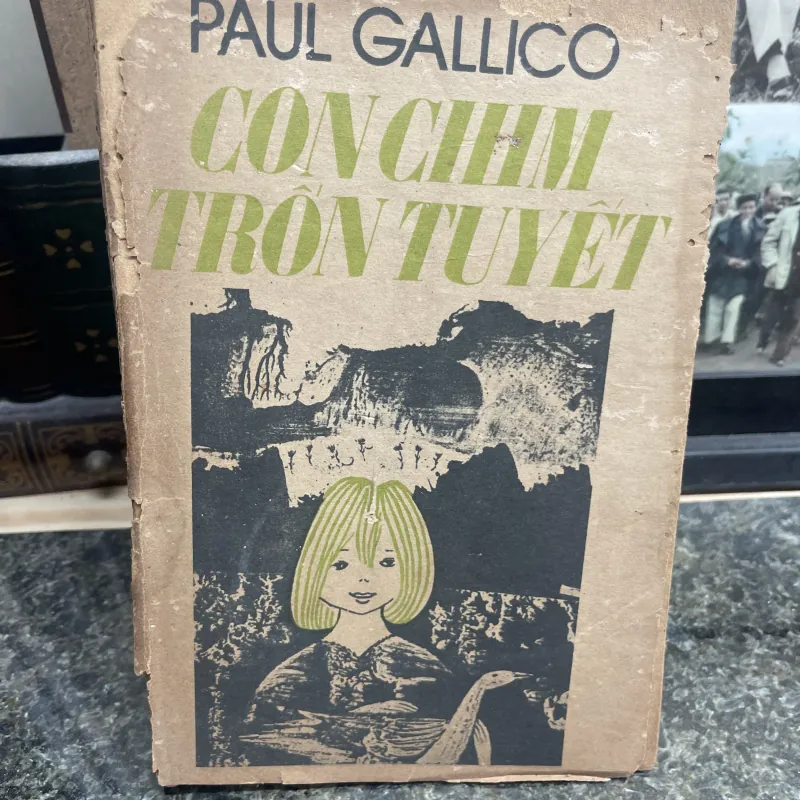 PAUL GALLICO
CON CHIM
TRỐN TUYẾT